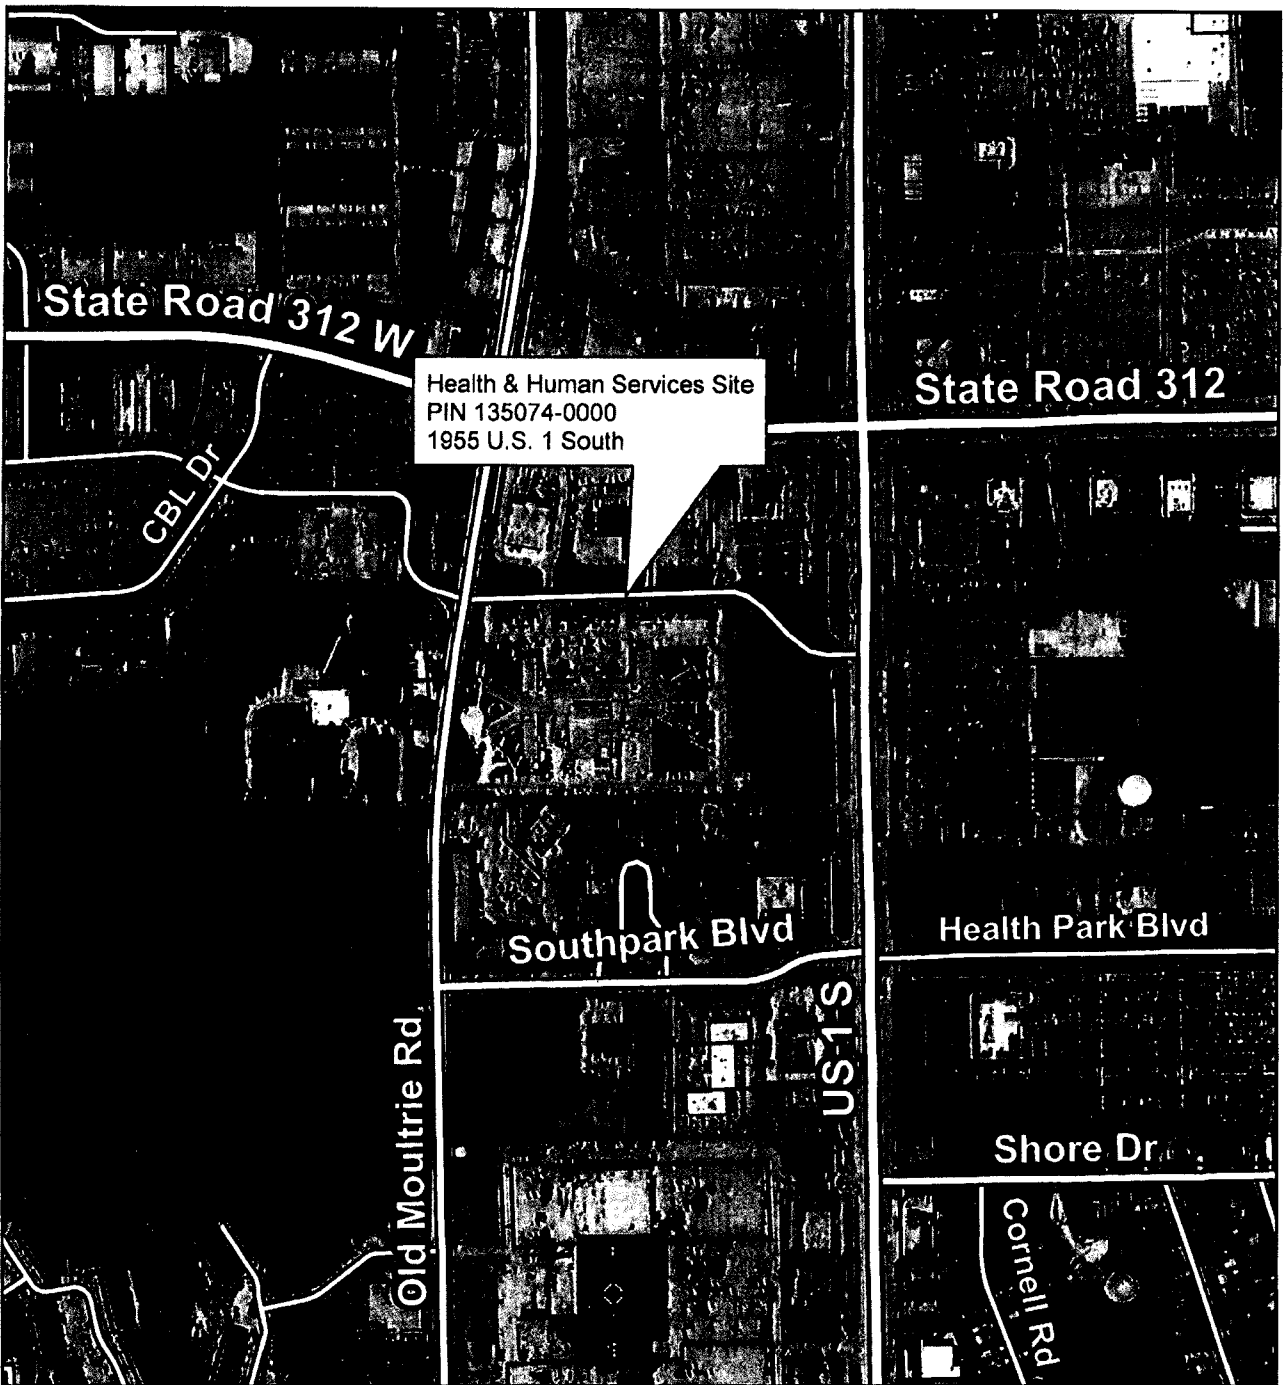 State Road 312 W
Health & Human Services Site
PIN 135074-0000
1955 U.S. 1 South
State Road 312
CBL Dr
Southpark Blvd
Health Park Blvd
US 1 S
Old Moultrie Rd
Shore Dr
Cornell Rd